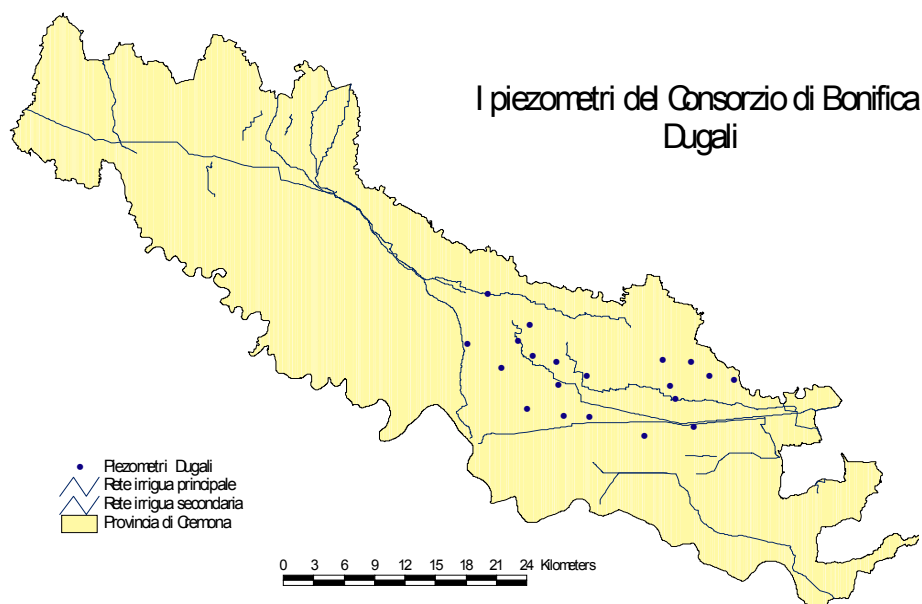 I piezometri del Consorzio di Bonifica
Dugali
Piezometri Dugali
Rete irrigua principale
Rete irrigua secondaria
Provincia di Cremona
0 3 6 9 12 15 18 21 24 Kilometers